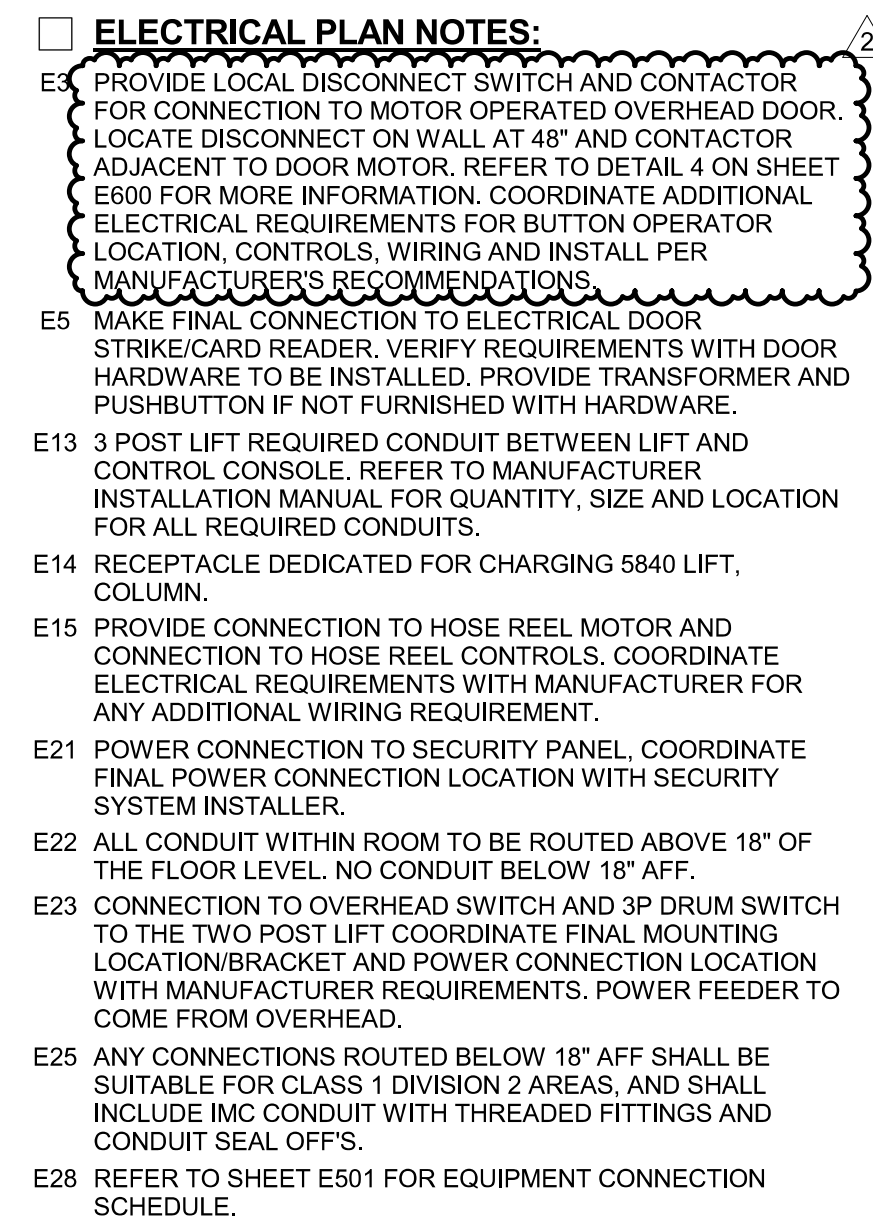 ELECTRICAL PLAN NOTES:
2
E3 PROVIDE LOCAL DISCONNECT SWITCH AND CONTACTOR
FOR CONNECTION TO MOTOR OPERATED OVERHEAD DOOR.
LOCATE DISCONNECT ON WALL AT 48" AND CONTACTOR
ADJACENT TO DOOR MOTOR. REFER TO DETAIL 4 ON SHEET
E600 FOR MORE INFORMATION. COORDINATE ADDITIONAL
ELECTRICAL REQUIREMENTS FOR BUTTON OPERATOR
LOCATION, CONTROLS, WIRING AND INSTALL PER
MANUFACTURER'S RECOMMENDATIONS.
E5 MAKE FINAL CONNECTION TO ELECTRICAL DOOR
STRIKE/CARD READER. VERIFY REQUIREMENTS WITH DOOR
HARDWARE TO BE INSTALLED. PROVIDE TRANSFORMER AND
PUSHBUTTON IF NOT FURNISHED WITH HARDWARE.
E13 3 POST LIFT REQUIRED CONDUIT BETWEEN LIFT AND
CONTROL CONSOLE. REFER TO MANUFACTURER
INSTALLATION MANUAL FOR QUANTITY, SIZE AND LOCATION
FOR ALL REQUIRED CONDUITS.
E14 RECEPTACLE DEDICATED FOR CHARGING 5840 LIFT,
COLUMN.
E15 PROVIDE CONNECTION TO HOSE REEL MOTOR AND
CONNECTION TO HOSE REEL CONTROLS. COORDINATE
ELECTRICAL REQUIREMENTS WITH MANUFACTURER FOR
ANY ADDITIONAL WIRING REQUIREMENT.
E21 POWER CONNECTION TO SECURITY PANEL, COORDINATE
FINAL POWER CONNECTION LOCATION WITH SECURITY
SYSTEM INSTALLER.
E22 ALL CONDUIT WITHIN ROOM TO BE ROUTED ABOVE 18" OF
THE FLOOR LEVEL. NO CONDUIT BELOW 18" AFF.
E23 CONNECTION TO OVERHEAD SWITCH AND 3P DRUM SWITCH
TO THE TWO POST LIFT COORDINATE FINAL MOUNTING
LOCATION/BRACKET AND POWER CONNECTION LOCATION
WITH MANUFACTURER REQUIREMENTS. POWER FEEDER TO
COME FROM OVERHEAD.
E25 ANY CONNECTIONS ROUTED BELOW 18" AFF SHALL BE
SUITABLE FOR CLASS 1 DIVISION 2 AREAS, AND SHALL
INCLUDE IMC CONDUIT WITH THREADED FITTINGS AND
CONDUIT SEAL OFF'S.
E28 REFER TO SHEET E501 FOR EQUIPMENT CONNECTION
SCHEDULE.